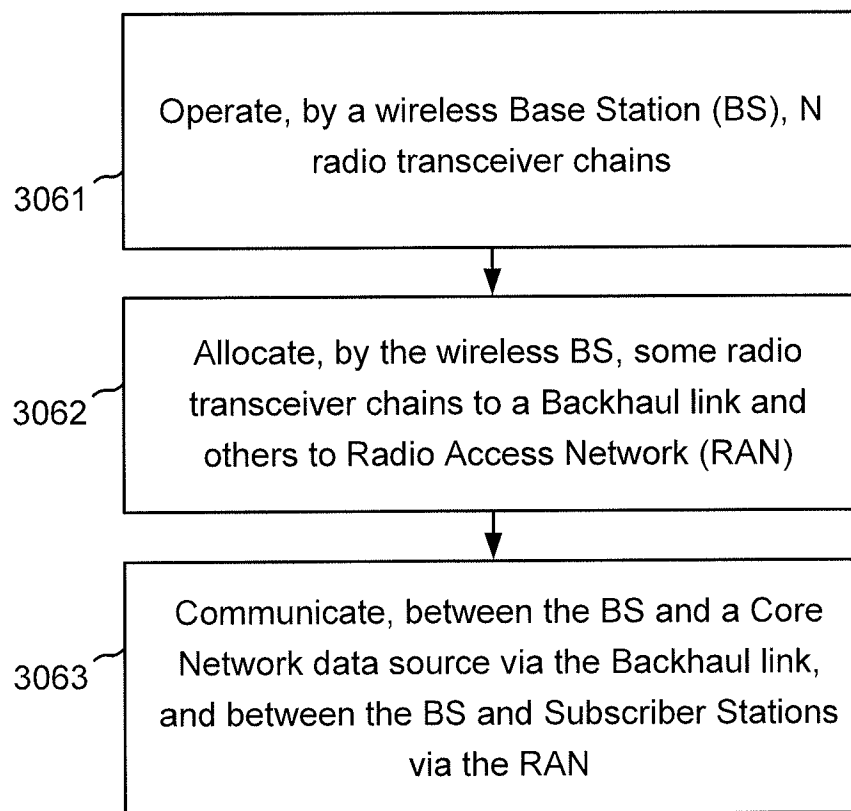 Operate, by a wireless Base Station (BS), N
radio transceiver chains
3061
Allocate, by the wireless BS, some radio
transceiver chains to a Backhaul link and
others to Radio Access Network (RAN)
3062
Communicate, between the BS and a Core
Network data source via the Backhaul link,
and between the BS and Subscriber Stations
via the RAN
3063